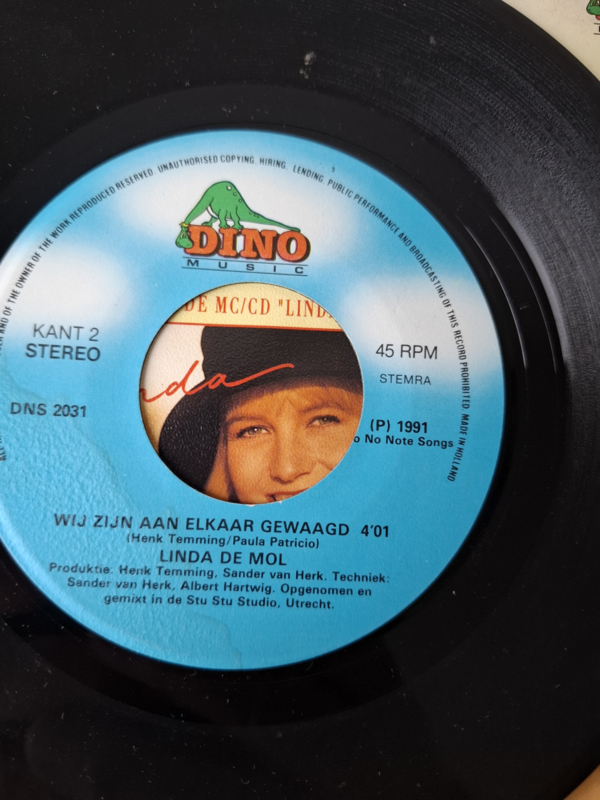 ER AND OF THE OWNER OF THE WORK REPRODUCED RESERVED. UNAUTHORISED COPYING. HIRING. LENDING. PUBLIC PERFORMANCE AND BROADCASTING OF THIS RECORD PROHIBITED. MADE IN HOLLAND
DINO
MUSIC
DE MC/CD "LIND
nda
KANT 2
STEREO
45 RPM
STEMRA
DNS 2031
(P) 1991
o No Note Songs
WIJ ZIJN AAN ELKAAR GEWAAGD 4'01
(Henk Temming/Paula Patricio)
LINDA DE MOL
Produktie: Henk Temming, Sander van Herk. Techniek:
Sander van Herk, Albert Hartwig. Opgenomen en
gemixt in de Stu Stu Studio, Utrecht.